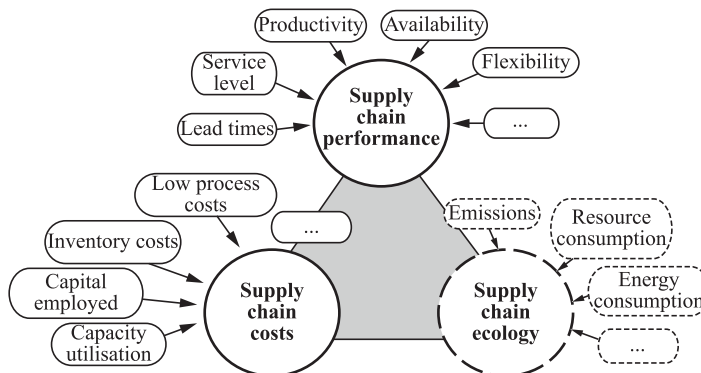 Productivity
Availability
Service
level
Flexibility
Supply
chain
performance
Lead times
...
Low process
costs
...
Emissions
Resource
consumption
Inventory costs
Capital
employed
Supply
chain
costs
Supply
chain
ecology
Energy
consumption
Capacity
utilisation
...